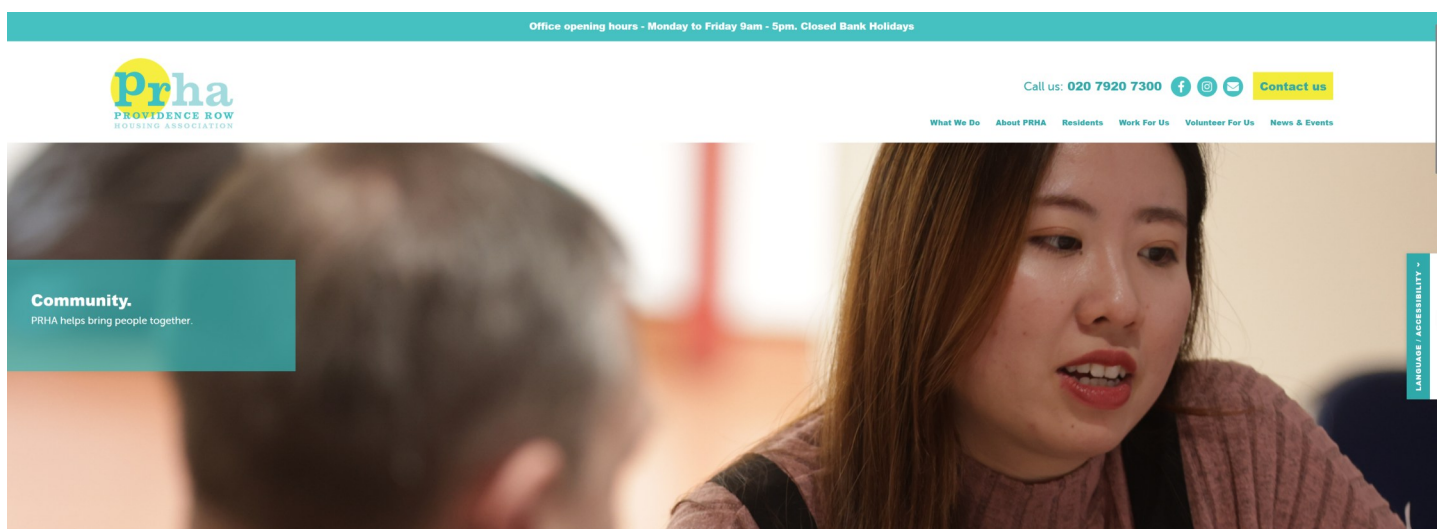 Office opening hours - Monday to Friday 9am - 5pm. Closed Bank Holidays
prha
PROVIDENCE ROW
HOUSING ASSOCIATION
Call us: 020 7920 7300
Contact us
What We Do About PRHA Residents Work For Us Volunteer For Us News & Events
Community.
PRHA helps bring people together.
LANGUAGE / ACCESSIBILITY